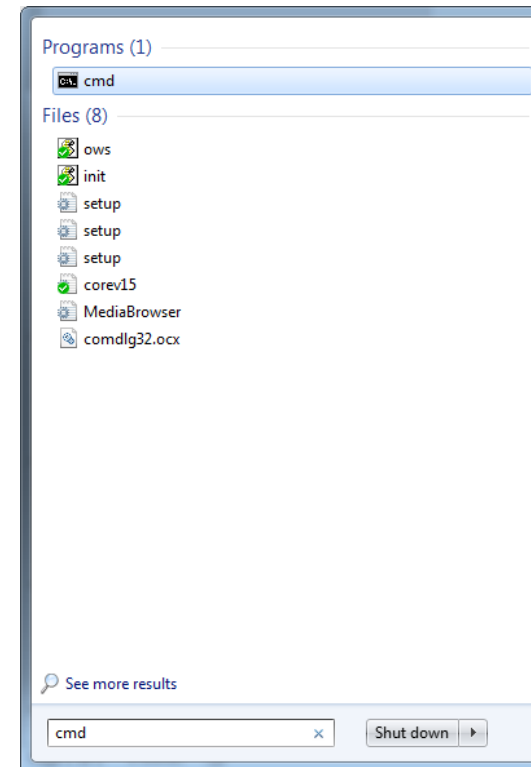 Programs (1)
C:\.
cmd
Files (8)
ows
init
setup
setup
setup
corev15
MediaBrowser
comdlg32.ocx
See more results
cmd
Shut down